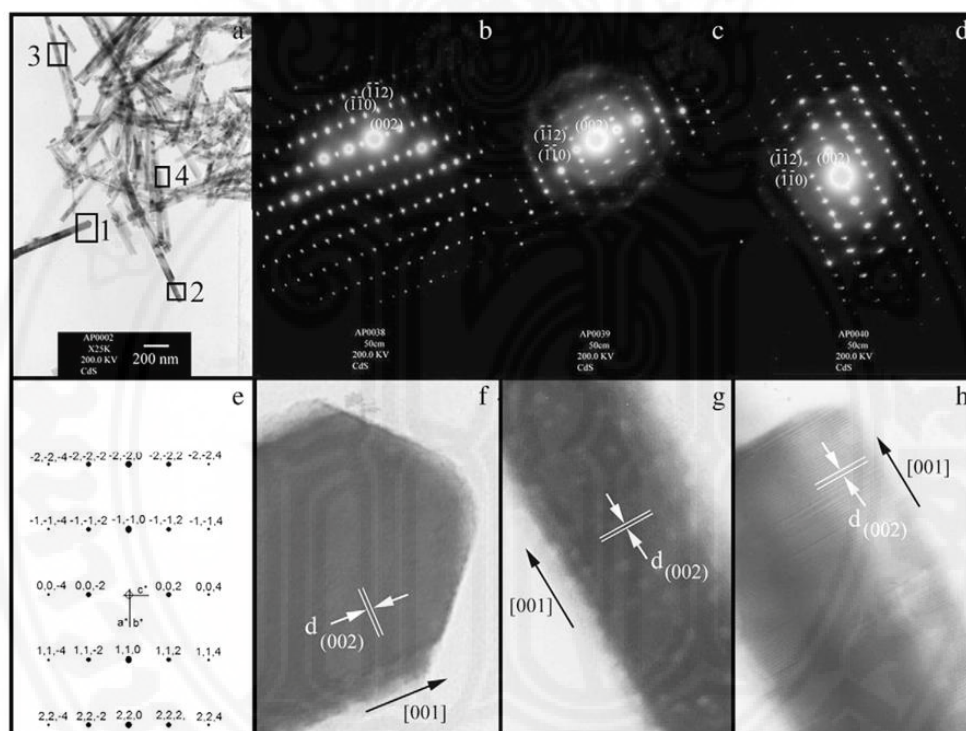 a
3
4
1
2
AP0002
X25K
200.0 KV
CdS
200 nm
b
(1̄1̄2)
(1̄1̄0)
(002)
AP0038
50cm
200.0 KV
CdS
c
(1̄1̄2)
(002)
(1̄1̄0)
AP0039
50cm
200.0 KV
CdS
d
(1̄1̄2)
(002)
(1̄1̄0)
AP0040
50cm
200.0 KV
CdS
e
-2,-2,-4 -2,-2,-2 -2,-2,0 -2,-2,2 -2,-2,4
-1,-1,-4 -1,-1,-2 -1,-1,0 -1,-1,2 -1,-1,4
0,0,-4 0,0,-2 c* 0,0,2 0,0,4
a* b*
1,1,-4 1,1,-2 1,1,0 1,1,2 1,1,4
2,2,-4 2,2,-2 2,2,0 2,2,2, 2,2,4
f
d (002)
[001]
g
d (002)
[001]
h
[001]
d (002)